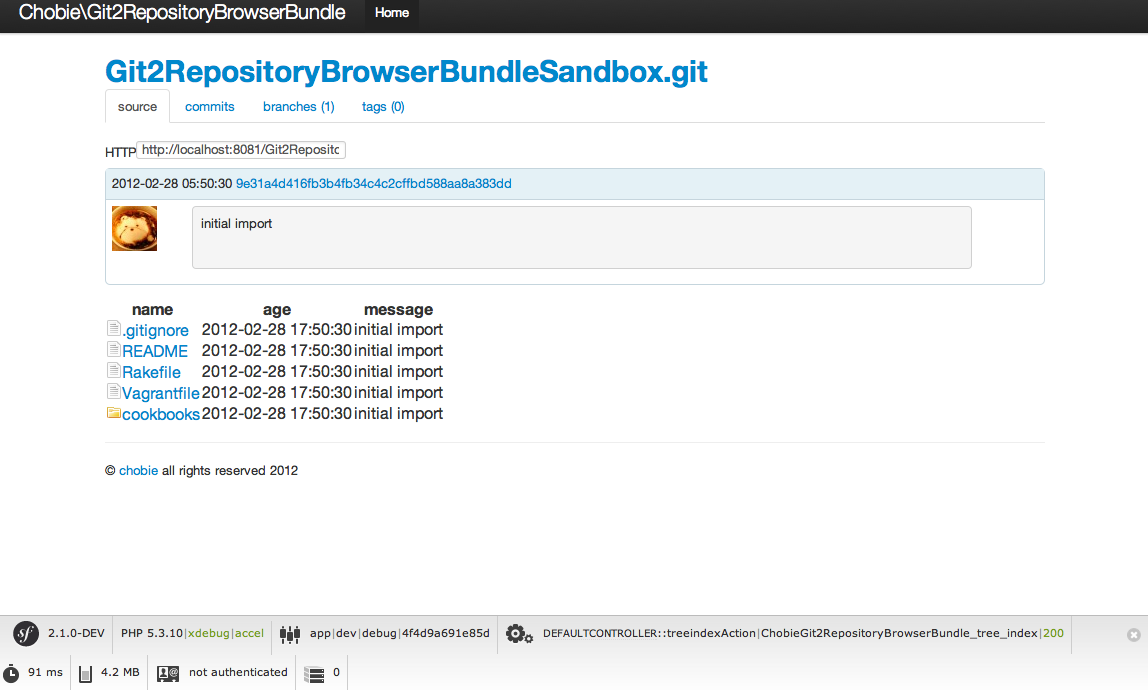 Chobie\Git2RepositoryBrowserBundle Home
Git2RepositoryBrowserBundleSandbox.git
source commits branches (1) tags (0)
HTTP http://localhost:8081/Git2Reposito
2012-02-28 05:50:30 9e31a4d416fb3b4fb34c4c2cffbd588aa8a383dd
initial import
name age message
.gitignore 2012-02-28 17:50:30 initial import
README 2012-02-28 17:50:30 initial import
Rakefile 2012-02-28 17:50:30 initial import
Vagrantfile 2012-02-28 17:50:30 initial import
cookbooks 2012-02-28 17:50:30 initial import
© chobie all rights reserved 2012
sf 2.1.0-DEV PHP 5.3.10|xdebug|accel app|dev|debug|4f4d9a691e85d DEFAULTCONTROLLER::treeindexAction|ChobieGit2RepositoryBrowserBundle_tree_index|200
91 ms 4.2 MB not authenticated 0